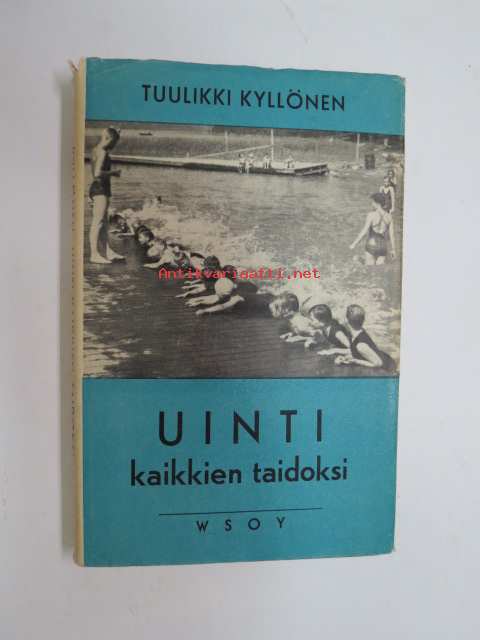 TUULIKKI KYLLÖNEN
Antikvariaatti.net
UINTI
kaikkien taidoksi
WSOY